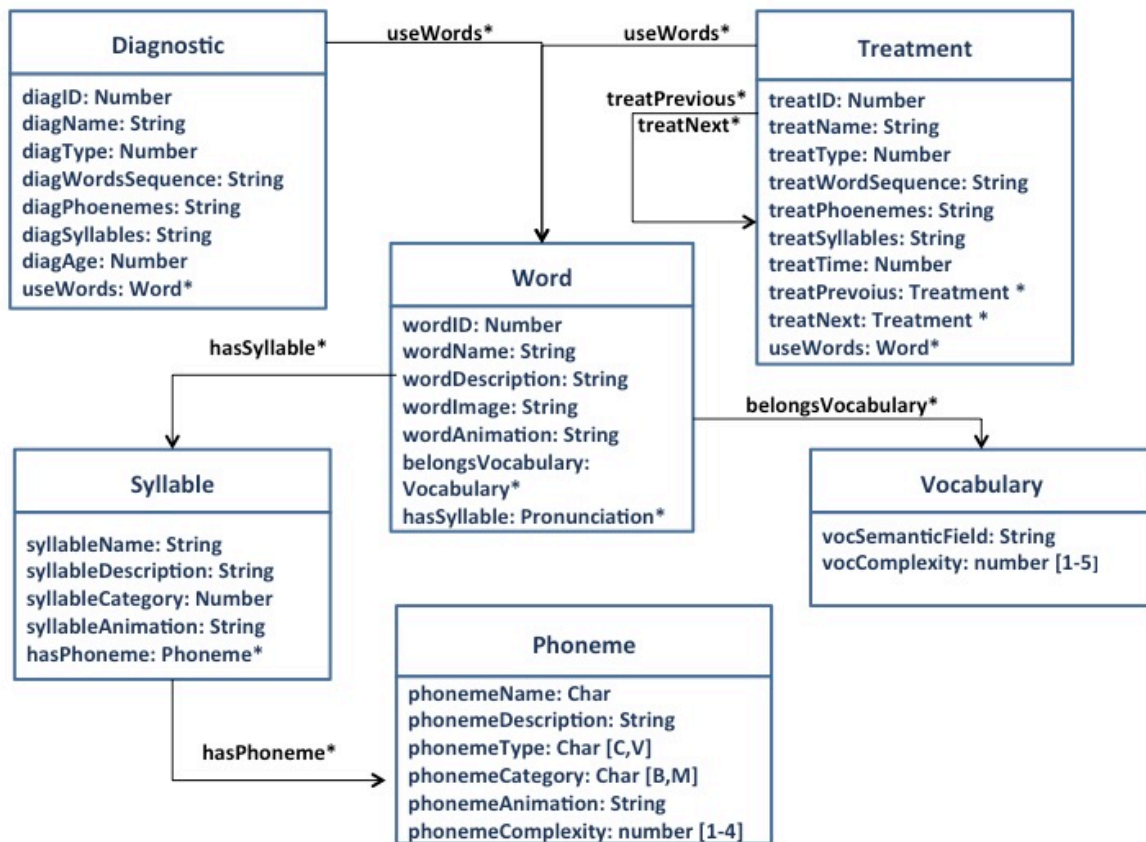 Diagnostic
diagID: Number
diagName: String
diagType: Number
diagWordsSequence: String
diagPhoenemes: String
diagSyllables: String
diagAge: Number
useWords: Word*
useWords*
useWords*
Treatment
treatID: Number
treatName: String
treatType: Number
treatWordSequence: String
treatPhoenemes: String
treatSyllables: String
treatTime: Number
treatPrevoius: Treatment *
treatNext: Treatment *
useWords: Word*
treatPrevious*
treatNext*
Word
wordID: Number
wordName: String
wordDescription: String
wordImage: String
wordAnimation: String
belongsVocabulary:
Vocabulary*
hasSyllable: Pronunciation*
hasSyllable*
belongsVocabulary*
Syllable
syllableName: String
syllableDescription: String
syllableCategory: Number
syllableAnimation: String
hasPhoneme: Phoneme*
Vocabulary
vocSemanticField: String
vocComplexity: number [1-5]
hasPhoneme*
Phoneme
phonemeName: Char
phonemeDescription: String
phonemeType: Char [C,V]
phonemeCategory: Char [B,M]
phonemeAnimation: String
phonemeComplexity: number [1-4]